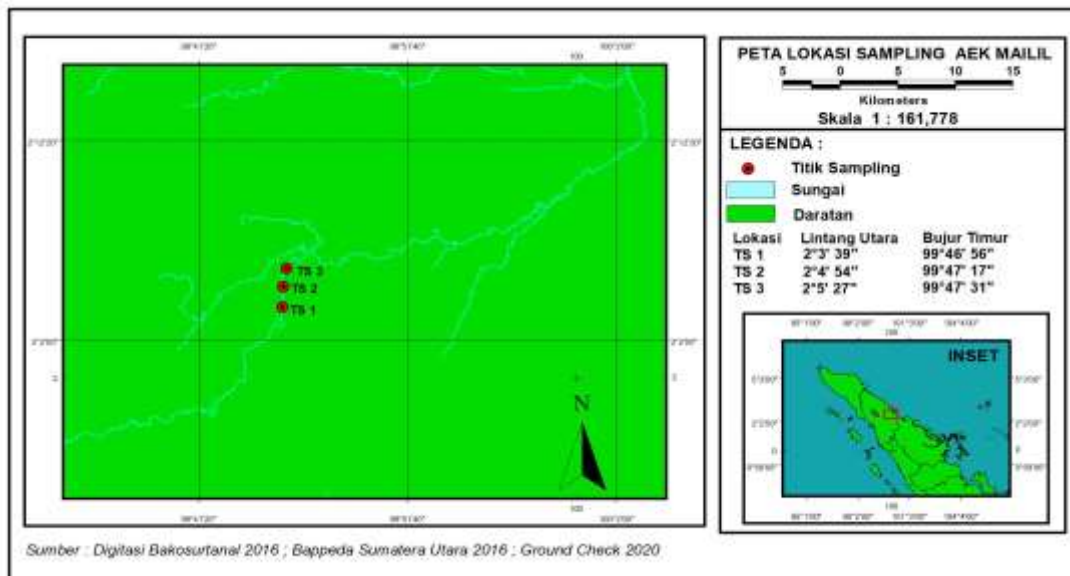 PETA LOKASI SAMPLING AEK MAILIL
5 0 5 10 15
Kilometers
Skala 1 : 161,778
LEGENDA :
Titik Sampling
Sungai
Daratan
Lokasi Lintang Utara Bujur Timur
TS 1 2°3' 39" 99°46' 56"
TS 2 2°4' 54" 99°47' 17"
TS 3 2°5' 27" 99°47' 31"
TS 3
TS 2
TS 1
N
INSET
Sumber : Digitasi Bakosurtanal 2016 ; Bappeda Sumatera Utara 2016 ; Ground Check 2020